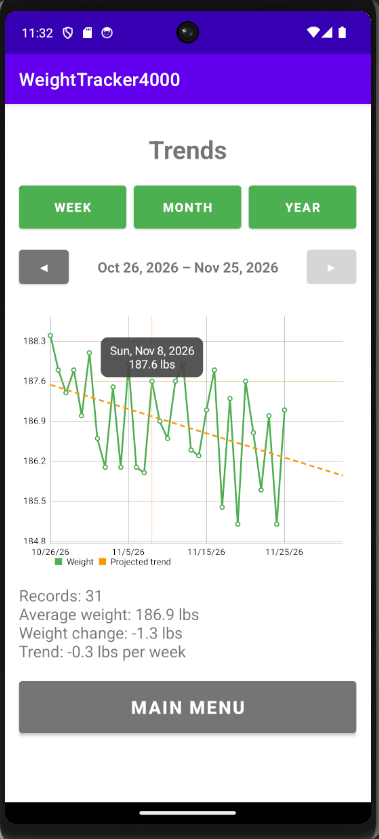 11:32
WeightTracker4000
Trends
WEEK MONTH YEAR
◄ Oct 26, 2026 – Nov 25, 2026 ►
188.3
Sun, Nov 8, 2026
187.6 lbs
187.6
186.9
186.2
185.5
184.8
10/26/26 11/5/26 11/15/26 11/25/26
Weight Projected trend
Records: 31
Average weight: 186.9 lbs
Weight change: -1.3 lbs
Trend: -0.3 lbs per week
MAIN MENU